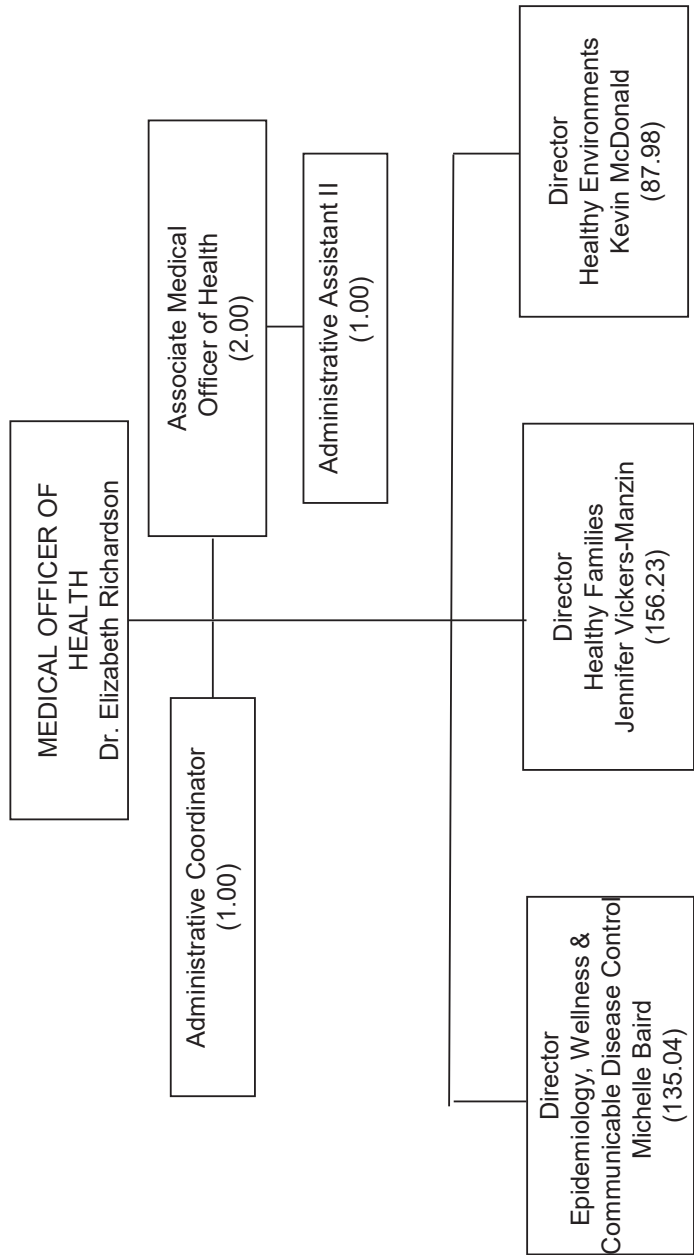 MEDICAL OFFICER OF
HEALTH
Dr. Elizabeth Richardson
Administrative Coordinator
(1.00)
Associate Medical
Officer of Health
(2.00)
Administrative Assistant II
(1.00)
Director
Epidemiology, Wellness &
Communicable Disease Control
Michelle Baird
(135.04)
Director
Healthy Families
Jennifer Vickers-Manzin
(156.23)
Director
Healthy Environments
Kevin McDonald
(87.98)